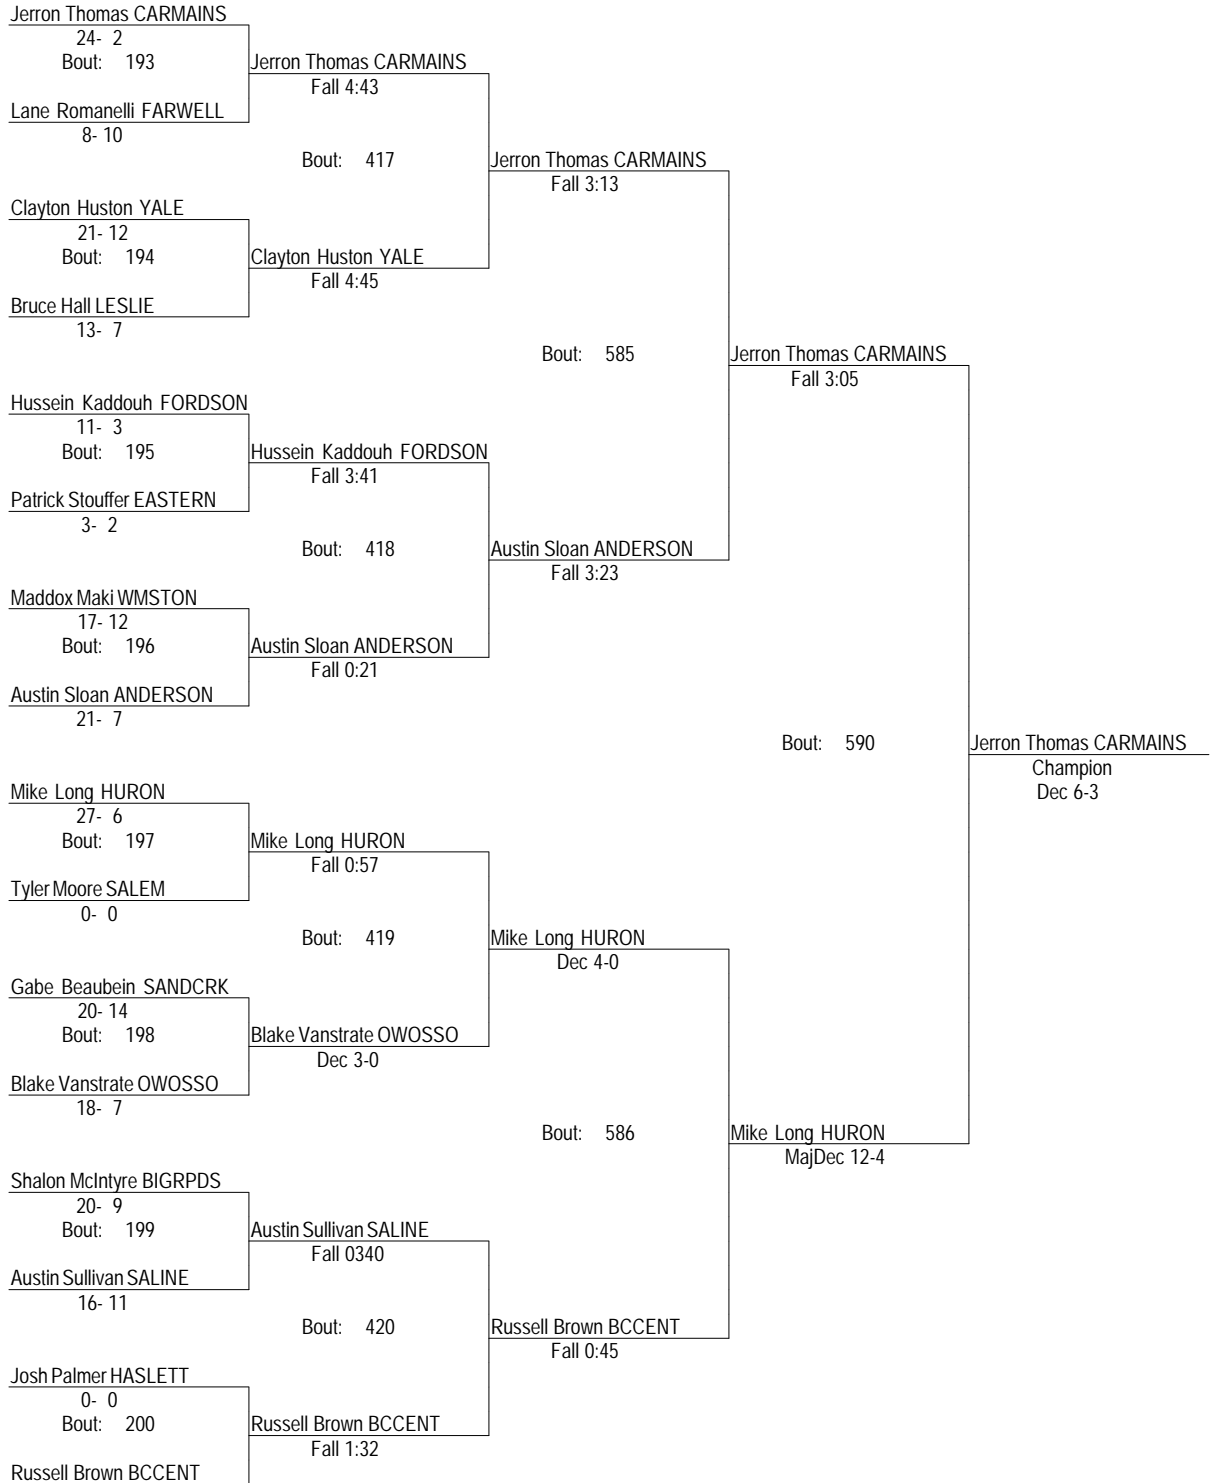 Jerron Thomas CARMAINS
24- 2
Bout: 193
Jerron Thomas CARMAINS
Fall 4:43
Lane Romanelli FARWELL
8- 10
Bout: 417
Jerron Thomas CARMAINS
Fall 3:13
Clayton Huston YALE
21- 12
Bout: 194
Clayton Huston YALE
Fall 4:45
Bruce Hall LESLIE
13- 7
Bout: 585
Jerron Thomas CARMAINS
Fall 3:05
Hussein Kaddouh FORDSON
11- 3
Bout: 195
Hussein Kaddouh FORDSON
Fall 3:41
Patrick Stouffer EASTERN
3- 2
Bout: 418
Austin Sloan ANDERSON
Fall 3:23
Maddox Maki WMSTON
17- 12
Bout: 196
Austin Sloan ANDERSON
Fall 0:21
Austin Sloan ANDERSON
21- 7
Bout: 590
Jerron Thomas CARMAINS
Champion
Dec 6-3
Mike Long HURON
27- 6
Bout: 197
Mike Long HURON
Fall 0:57
Tyler Moore SALEM
0- 0
Bout: 419
Mike Long HURON
Dec 4-0
Gabe Beaubein SANDCRK
20- 14
Bout: 198
Blake Vanstrate OWOSSO
Dec 3-0
Blake Vanstrate OWOSSO
18- 7
Bout: 586
Mike Long HURON
MajDec 12-4
Shalon McIntyre BIGRPDS
20- 9
Bout: 199
Austin Sullivan SALINE
Fall 0340
Austin Sullivan SALINE
16- 11
Bout: 420
Russell Brown BCCENT
Fall 0:45
Josh Palmer HASLETT
0- 0
Bout: 200
Russell Brown BCCENT
Fall 1:32
Russell Brown BCCENT